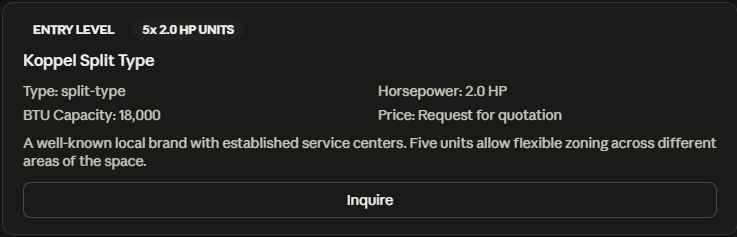 ENTRY LEVEL 5x 2.0 HP UNITS
Koppel Split Type
Type: split-type Horsepower: 2.0 HP
BTU Capacity: 18,000 Price: Request for quotation
A well-known local brand with established service centers. Five units allow flexible zoning across different
areas of the space.
Inquire